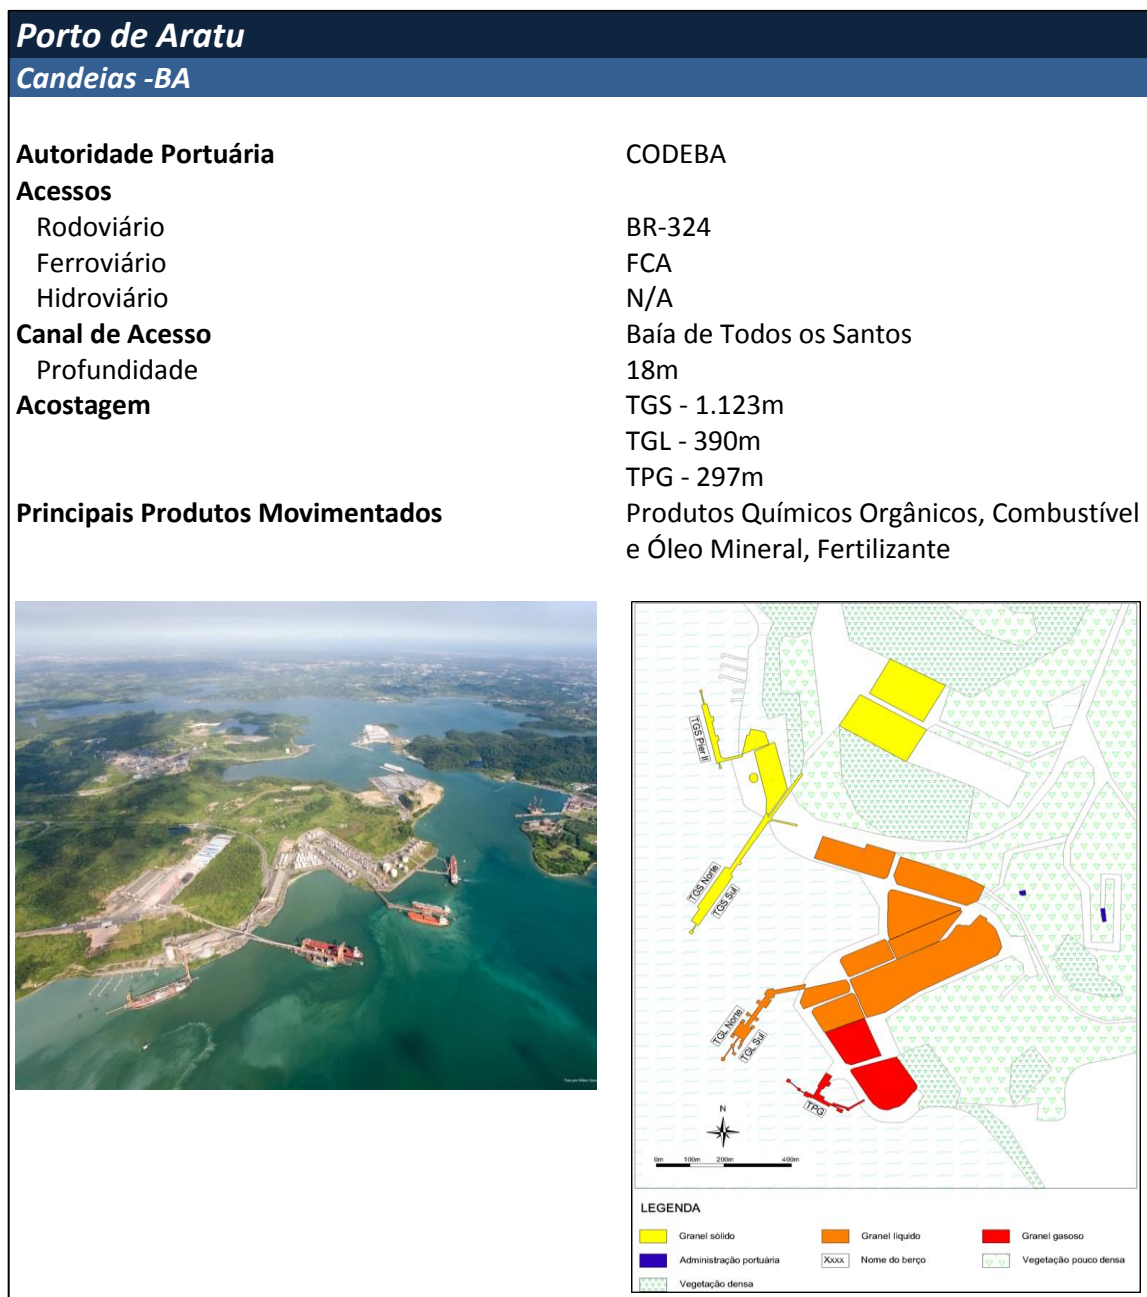 Porto de Aratu
Candeias -BA
Autoridade Portuária CODEBA
Acessos
Rodoviário BR-324
Ferroviário FCA
Hidroviário N/A
Canal de Acesso Baía de Todos os Santos
Profundidade 18m
Acostagem TGS - 1.123m
TGL - 390m
TPG - 297m
Principais Produtos Movimentados Produtos Químicos Orgânicos, Combustível
e Óleo Mineral, Fertilizante
TGS Pier II
TGS Norte
TGS Sul
TGL Norte
TGL Sul
TPG
N
0m 100m 200m 400m
LEGENDA
Granel sólido Granel líquido Granel gasoso
Administração portuária Xxxx Nome do berço Vegetação pouco densa
Vegetação densa